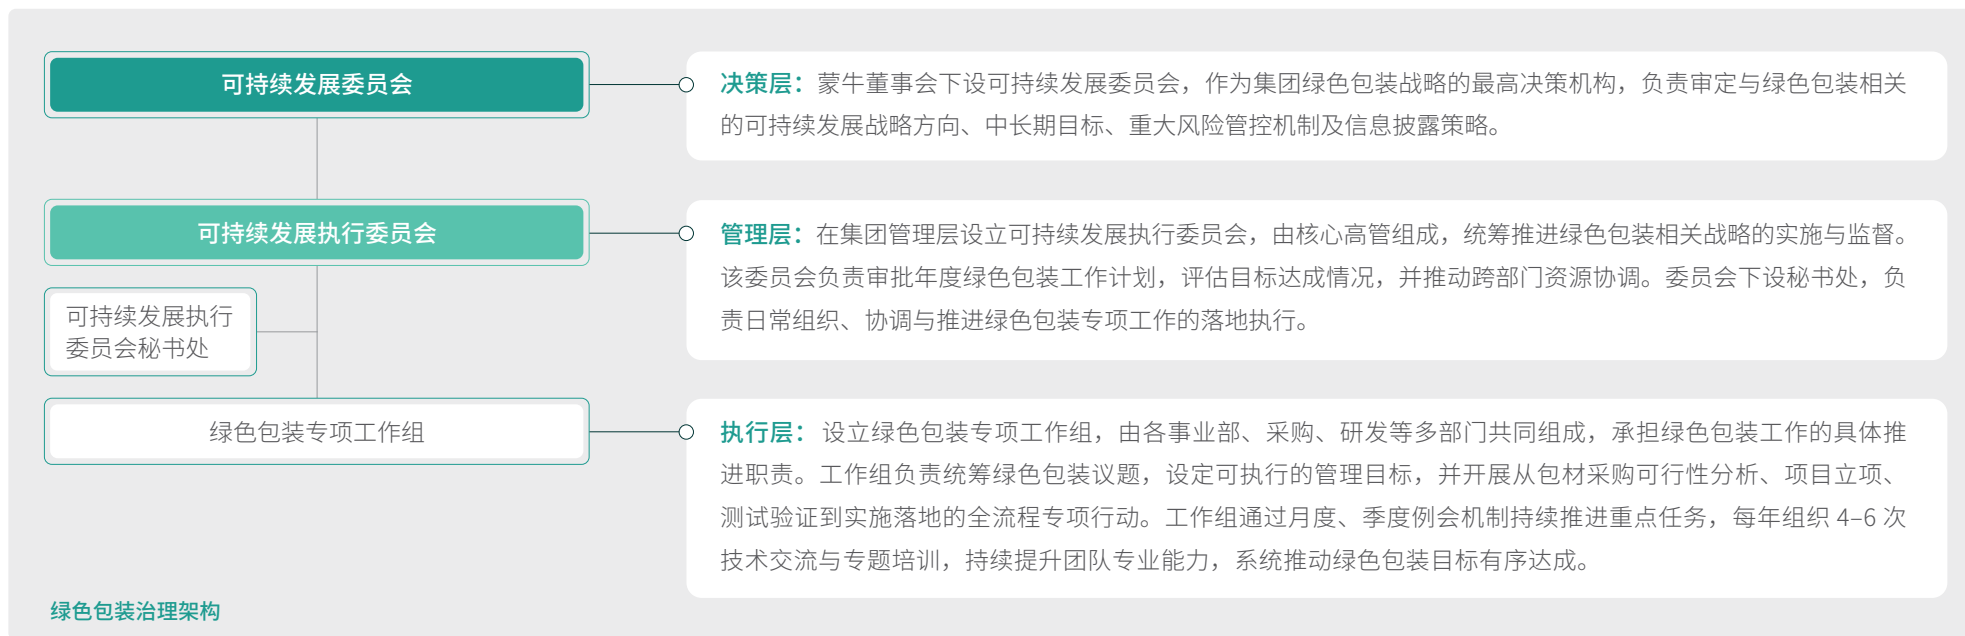 可持续发展委员会
决策层：蒙牛董事会下设可持续发展委员会，作为集团绿色包装战略的最高决策机构，负责审定与绿色包装相关
的可持续发展战略方向、中长期目标、重大风险管控机制及信息披露策略。
可持续发展执行委员会
管理层：在集团管理层设立可持续发展执行委员会，由核心高管组成，统筹推进绿色包装相关战略的实施与监督。
该委员会负责审批年度绿色包装工作计划，评估目标达成情况，并推动跨部门资源协调。委员会下设秘书处，负
责日常组织、协调与推进绿色包装专项工作的落地执行。
可持续发展执行
委员会秘书处
绿色包装专项工作组
执行层：设立绿色包装专项工作组，由各事业部、采购、研发等多部门共同组成，承担绿色包装工作的具体推
进职责。工作组负责统筹绿色包装议题，设定可执行的管理目标，并开展从包材采购可行性分析、项目立项、
测试验证到实施落地的全流程专项行动。工作组通过月度、季度例会机制持续推进重点任务，每年组织 4–6 次
技术交流与专题培训，持续提升团队专业能力，系统推动绿色包装目标有序达成。
绿色包装治理架构